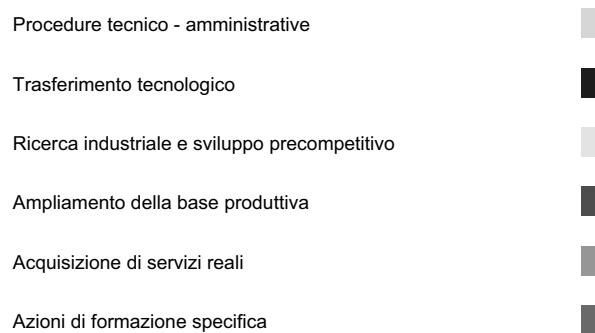 Procedure tecnico - amministrative
Trasferimento tecnologico
Ricerca industriale e sviluppo precompetitivo
Ampliamento della base produttiva
Acquisizione di servizi reali
Azioni di formazione specifica